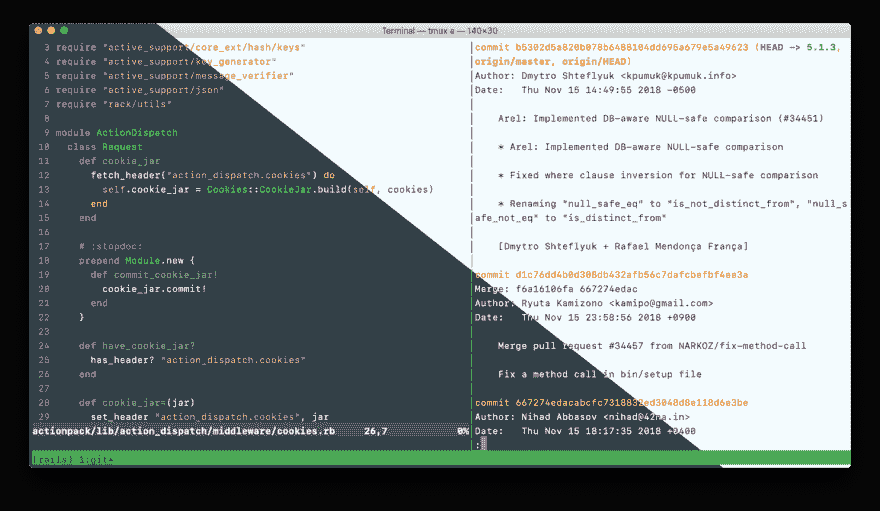 Terminal — tmux a — 140×30
3 require "active_support/core_ext/hash/keys"
4 require "active_support/key_generator"
5 require "active_support/message_verifier"
6 require "active_support/json"
7 require "rack/utils"
8
9 module ActionDispatch
10 class Request
11 def cookie_jar
12 fetch_header("action_dispatch.cookies") do
13 self.cookie_jar = Cookies::CookieJar.build(self, cookies)
14 end
15 end
16
17 # :stopdoc:
18 prepend Module.new {
19 def commit_cookie_jar!
20 cookie_jar.commit!
21 end
22 }
23
24 def have_cookie_jar?
25 has_header? "action_dispatch.cookies"
26 end
27
28 def cookie_jar=(jar)
29 set_header "action_dispatch.cookies", jar
actionpack/lib/action_dispatch/middleware/cookies.rb 26,7 0%
commit b5302d5a820b078b6488104dd695a679e5a49623 (HEAD -> 5.1.3,
origin/master, origin/HEAD)
Author: Dmytro Shteflyuk <kpumuk@kpumuk.info>
Date: Thu Nov 15 14:49:55 2018 -0500
Arel: Implemented DB-aware NULL-safe comparison (#34451)
* Arel: Implemented DB-aware NULL-safe comparison
* Fixed where clause inversion for NULL-safe comparison
* Renaming "null_safe_eq" to "is_not_distinct_from", "null_s
afe_not_eq" to "is_distinct_from"
[Dmytro Shteflyuk + Rafael Mendonça França]
commit d1c76dd4b0d308db432afb56c7dafcbafbf4ee3a
Merge: f6a16106fa 667274edac
Author: Ryuta Kamizono <kamipo@gmail.com>
Date: Thu Nov 15 23:58:56 2018 +0900
Merge pull request #34457 from NARKOZ/fix-method-call
Fix a method call in bin/setup file
commit 667274edacabcfc7318832ed3048d8e118d6e3be
Author: Nihad Abbasov <nihad@42na.in>
Date: Thu Nov 15 18:17:35 2018 +0400
:
[rails] 1:git*